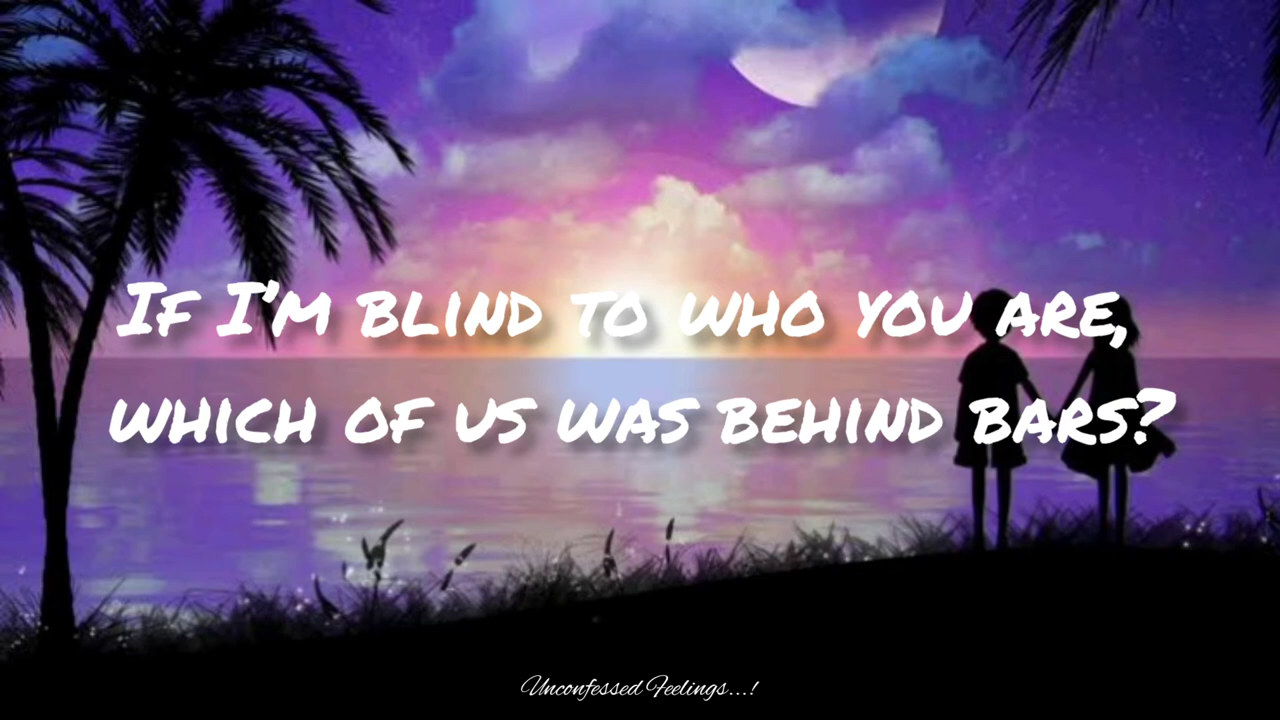 If I'm blind to who you are,
which of us was behind bars?
Unconfessed Feelings...!